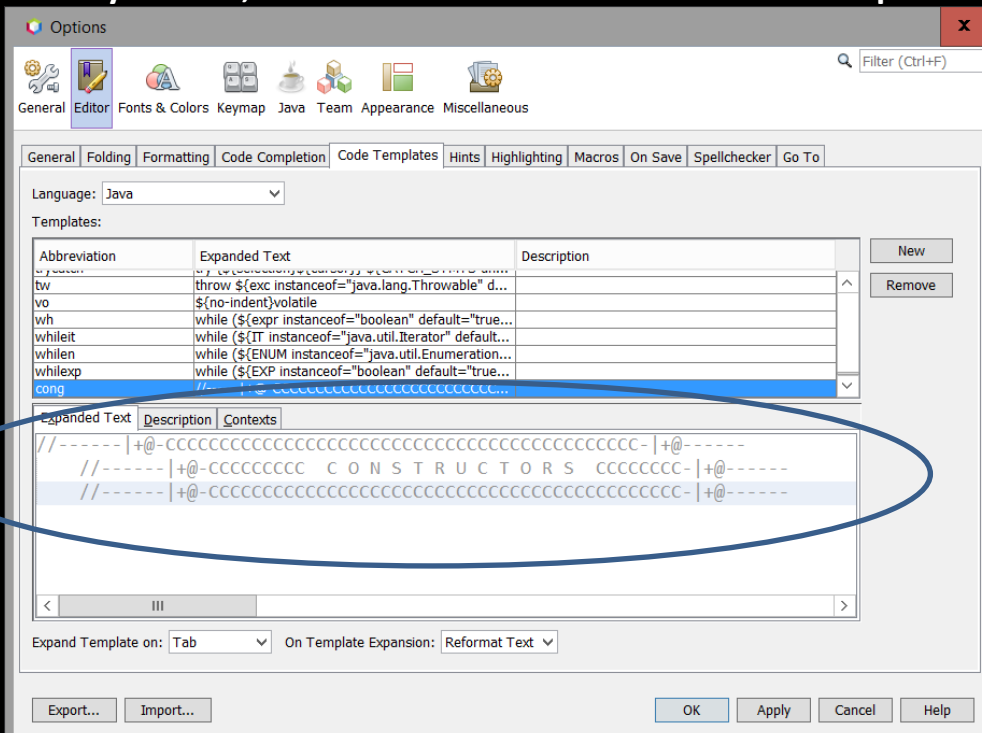 Options x
Filter (Ctrl+F)
General Editor Fonts & Colors Keymap Java Team Appearance Miscellaneous
General Folding Formatting Code Completion Code Templates Hints Highlighting Macros On Save Spellchecker Go To
Language: Java
Templates:
Abbreviation Expanded Text Description New
Remove
tw throw ${exc instanceof="java.lang.Throwable" d...
vo ${no-indent}volatile
wh while (${expr instanceof="boolean" default="true...
whileit while (${IT instanceof="java.util.Iterator" default...
whilen while (${ENUM instanceof="java.util.Enumeration...
whilexp while (${EXP instanceof="boolean" default="true...
cong
Expanded Text Description Contexts
//------|+@-CCCCCCCCCCCCCCCCCCCCCCCCCCCCCCCCCCCCCCCCCCCC-|+@------
//------|+@-CCCCCCCCC C O N S T R U C T O R S CCCCCCCC-|+@------
//------|+@-CCCCCCCCCCCCCCCCCCCCCCCCCCCCCCCCCCCCCCCCCCCC-|+@------
Expand Template on: Tab On Template Expansion: Reformat Text
Export... Import... OK Apply Cancel Help